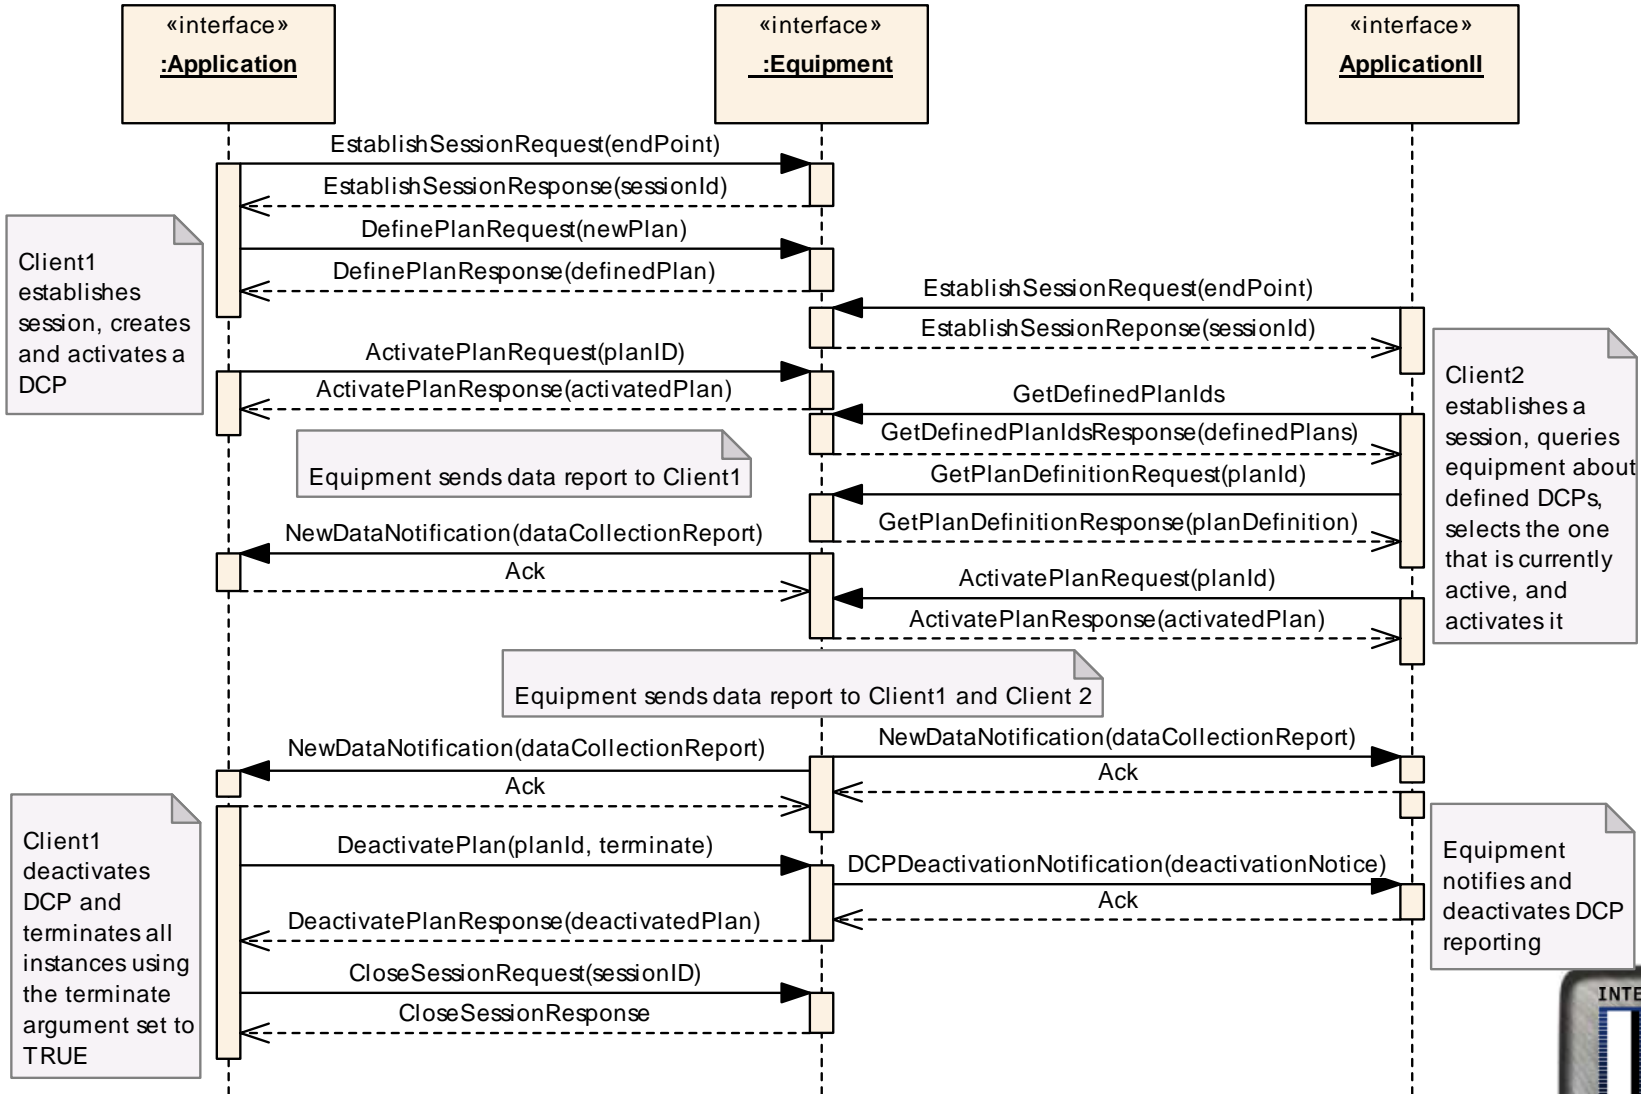 «interface»
:Application
«interface»
:Equipment
«interface»
ApplicationII
EstablishSessionRequest(endPoint)
EstablishSessionResponse(sessionId)
DefinePlanRequest(newPlan)
DefinePlanResponse(definedPlan)
Client1
establishes
session, creates
and activates a
DCP
EstablishSessionRequest(endPoint)
EstablishSessionReponse(sessionId)
ActivatePlanRequest(planID)
ActivatePlanResponse(activatedPlan)
Client2
establishes a
session, queries
equipment about
defined DCPs,
selects the one
that is currently
active, and
activates it
GetDefinedPlanIds
GetDefinedPlanIdsResponse(definedPlans)
Equipment sends data report to Client1
GetPlanDefinitionRequest(planId)
GetPlanDefinitionResponse(planDefinition)
NewDataNotification(dataCollectionReport)
Ack
ActivatePlanRequest(planId)
ActivatePlanResponse(activatedPlan)
Equipment sends data report to Client1 and Client 2
NewDataNotification(dataCollectionReport)
Ack
NewDataNotification(dataCollectionReport)
Ack
Client1
deactivates
DCP and
terminates all
instances using
the terminate
argument set to
TRUE
DeactivatePlan(planId, terminate)
DCPDeactivationNotification(deactivationNotice)
Ack
Equipment
notifies and
deactivates DCP
reporting
DeactivatePlanResponse(deactivatedPlan)
CloseSessionRequest(sessionID)
CloseSessionResponse
INTE